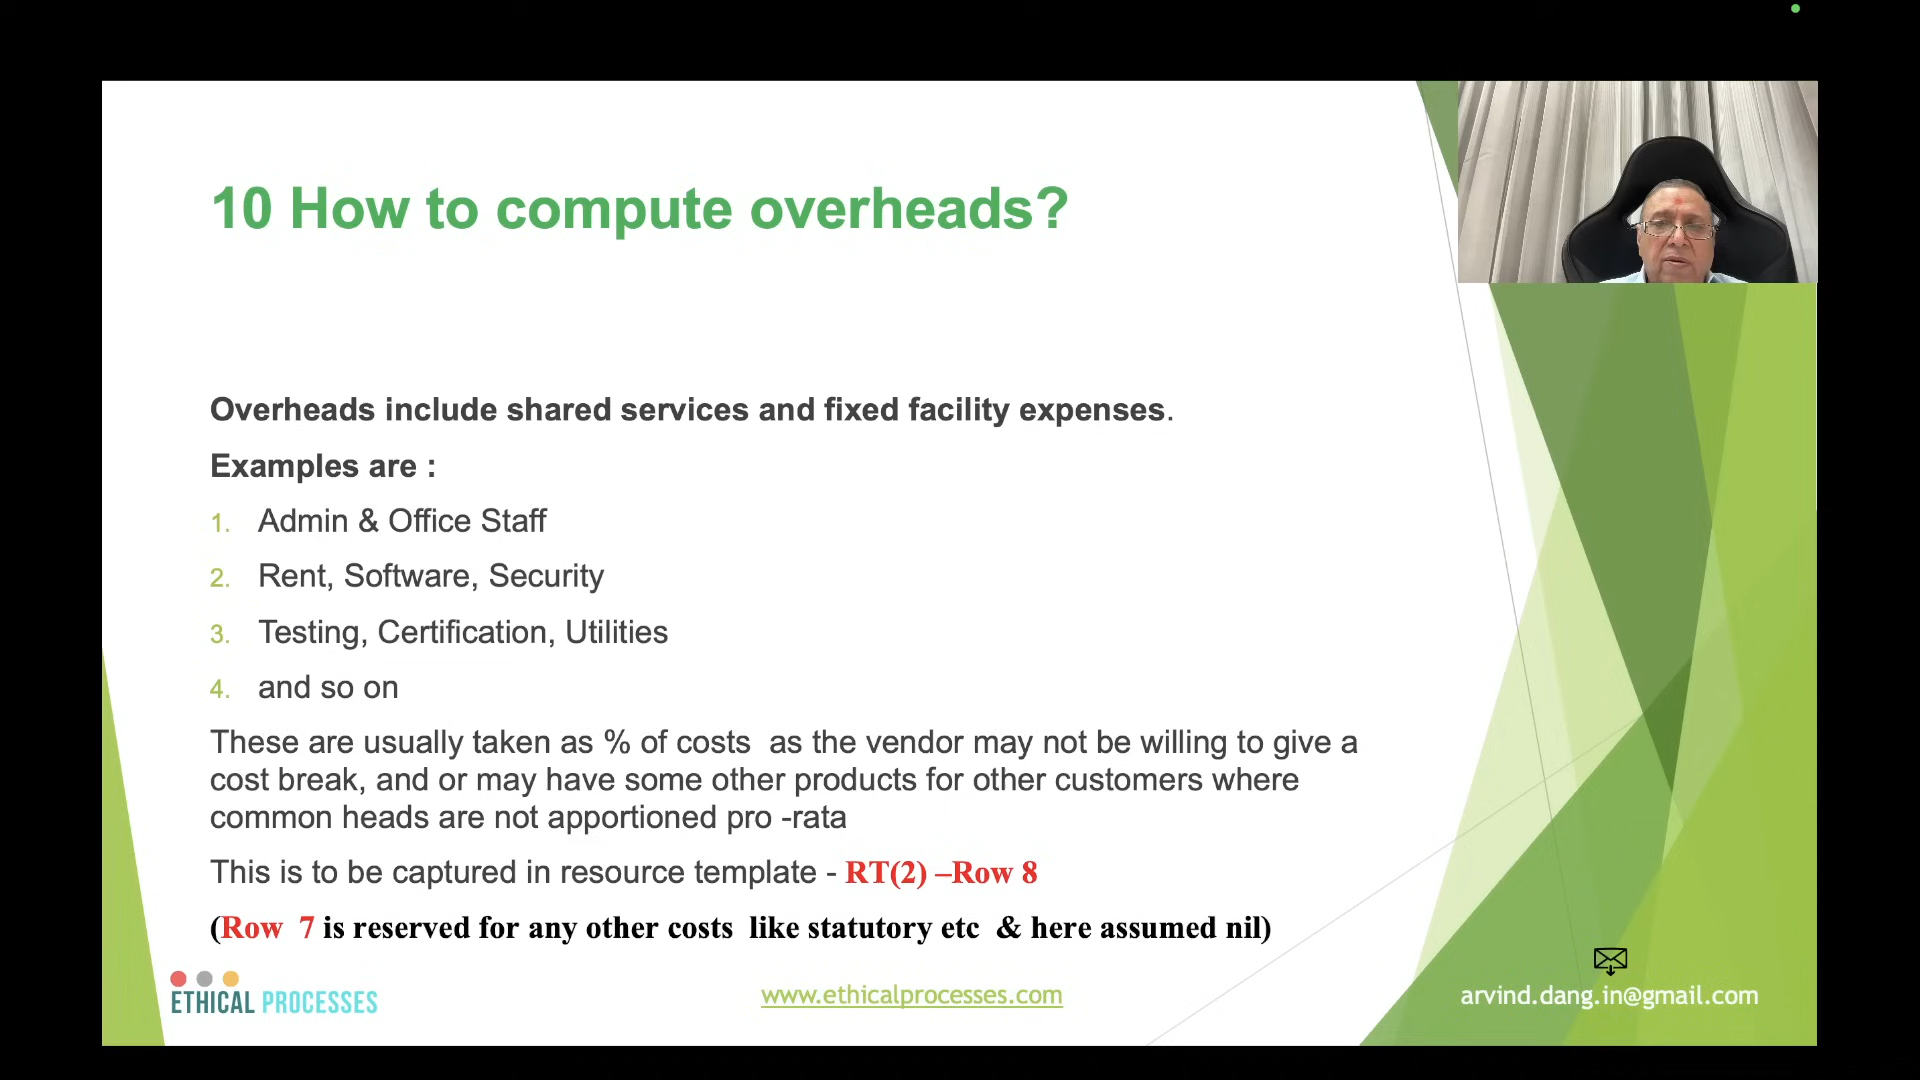 10 How to compute overheads?
Overheads include shared services and fixed facility expenses.
Examples are :
1. Admin & Office Staff
2. Rent, Software, Security
3. Testing, Certification, Utilities
4. and so on
These are usually taken as % of costs as the vendor may not be willing to give a
cost break, and or may have some other products for other customers where
common heads are not apportioned pro -rata
This is to be captured in resource template - RT(2) –Row 8
(Row 7 is reserved for any other costs like statutory etc & here assumed nil)
ETHICAL PROCESSES
www.ethicalprocesses.com
arvind.dang.in@gmail.com